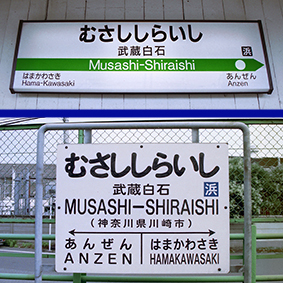 むさししらいし
武蔵白石
浜
Musashi-Shiraishi
はまかわさき
Hama-Kawasaki
あんぜん
Anzen
むさししらいし
武蔵白石
浜
MUSASHI-SHIRAISHI
(神奈川県川崎市)
あんぜん はまかわさき
ANZEN HAMAKAWASAKI